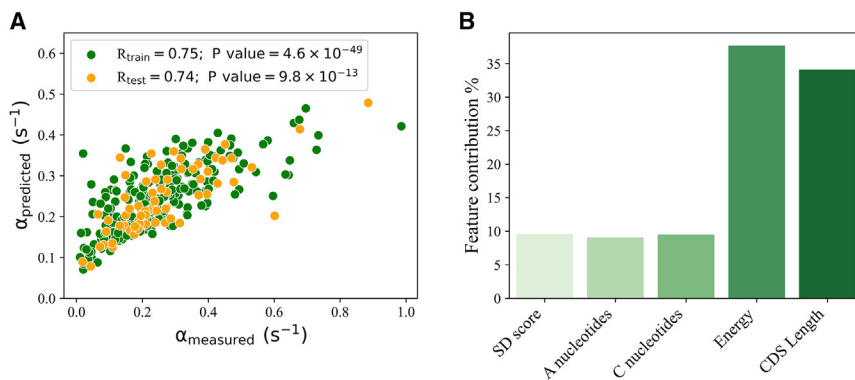 A
R_train = 0.75; P value = 4.6 × 10^−49
R_test = 0.74; P value = 9.8 × 10^−13
α_predicted (s^−1)
0.6
0.5
0.4
0.3
0.2
0.1
0.0
0.0 0.2 0.4 0.6 0.8 1.0
α_measured (s^−1)
B
Feature contribution %
35
30
25
20
15
10
5
0
SD score
A nucleotides
C nucleotides
Energy
CDS Length